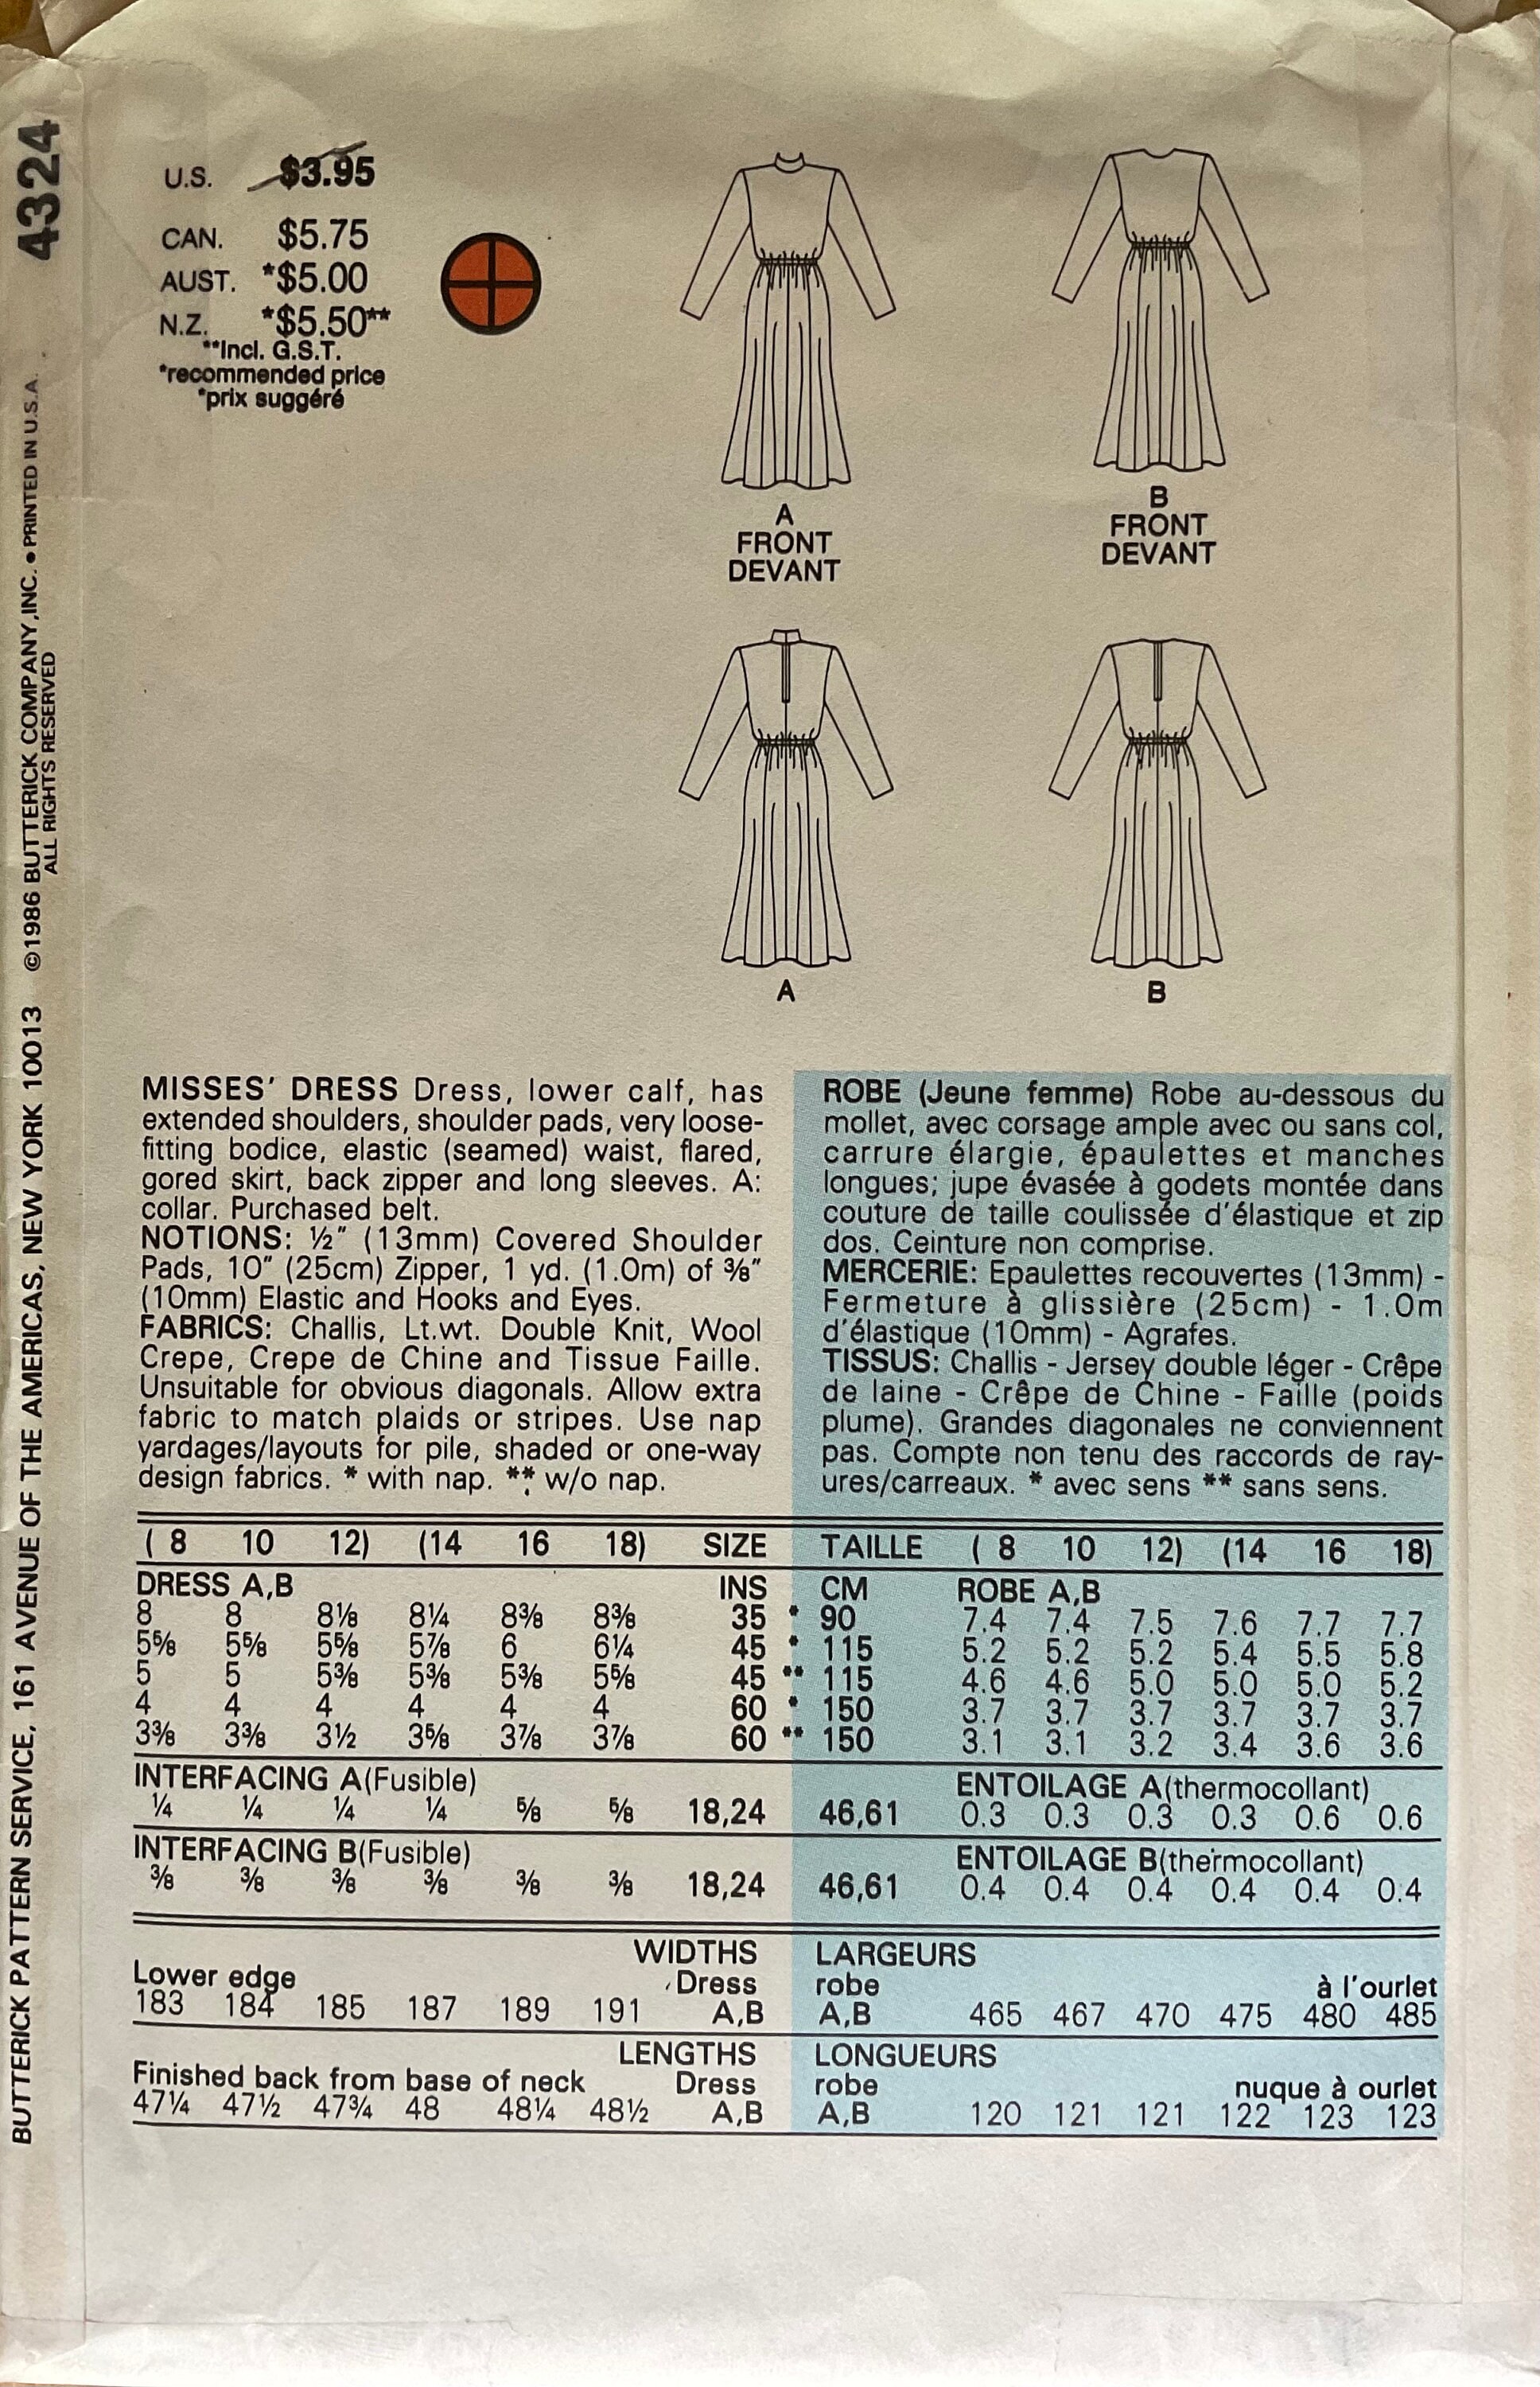 4324
BUTTERICK PATTERN SERVICE, 161 AVENUE OF THE AMERICAS, NEW YORK 10013 ©1986 BUTTERICK COMPANY, INC. • PRINTED IN U.S.A.
ALL RIGHTS RESERVED
U.S. $3.95
CAN. $5.75
AUST. *$5.00
N.Z. *$5.50**
**Incl. G.S.T.
*recommended price
*prix suggéré
A
FRONT
DEVANT
B
FRONT
DEVANT
A
B
MISSES' DRESS Dress, lower calf, has
extended shoulders, shoulder pads, very loose-
fitting bodice, elastic (seamed) waist, flared,
gored skirt, back zipper and long sleeves. A:
collar. Purchased belt.
NOTIONS: ½" (13mm) Covered Shoulder
Pads, 10" (25cm) Zipper, 1 yd. (1.0m) of ⅜"
(10mm) Elastic and Hooks and Eyes.
FABRICS: Challis, Lt.wt. Double Knit, Wool
Crepe, Crepe de Chine and Tissue Faille.
Unsuitable for obvious diagonals. Allow extra
fabric to match plaids or stripes. Use nap
yardages/layouts for pile, shaded or one-way
design fabrics. * with nap. ** w/o nap.
ROBE (Jeune femme) Robe au-dessous du
mollet, avec corsage ample avec ou sans col,
carrure élargie, épaulettes et manches
longues; jupe évasée à godets montée dans
couture de taille coulissée d'élastique et zip
dos. Ceinture non comprise.
MERCERIE: Epaulettes recouvertes (13mm) -
Fermeture à glissière (25cm) - 1.0m
d'élastique (10mm) - Agrafes.
TISSUS: Challis - Jersey double léger - Crêpe
de laine - Crêpe de Chine - Faille (poids
plume). Grandes diagonales ne conviennent
pas. Compte non tenu des raccords de ray-
ures/carreaux. * avec sens ** sans sens.
( 8 10 12) (14 16 18) SIZE TAILLE ( 8 10 12) (14 16 18)
DRESS A,B INS CM ROBE A,B
8 8 8⅛ 8¼ 8⅜ 8⅜ 35 * 90 7.4 7.4 7.5 7.6 7.7 7.7
5⅝ 5⅝ 5⅝ 5⅞ 6 6¼ 45 * 115 5.2 5.2 5.2 5.4 5.5 5.8
5 5 5⅜ 5⅜ 5⅜ 5⅝ 45 ** 115 4.6 4.6 5.0 5.0 5.0 5.2
4 4 4 4 4 4 60 * 150 3.7 3.7 3.7 3.7 3.7 3.7
3⅜ 3⅜ 3½ 3⅝ 3⅞ 3⅞ 60 ** 150 3.1 3.1 3.2 3.4 3.6 3.6
INTERFACING A(Fusible) ENTOILAGE A(thermocollant)
¼ ¼ ¼ ¼ ⅝ ⅝ 18,24 46,61 0.3 0.3 0.3 0.3 0.6 0.6
INTERFACING B(Fusible) ENTOILAGE B(thermocollant)
⅜ ⅜ ⅜ ⅜ ⅜ ⅜ 18,24 46,61 0.4 0.4 0.4 0.4 0.4 0.4
WIDTHS LARGEURS
Lower edge Dress robe à l'ourlet
183 184 185 187 189 191 A,B A,B 465 467 470 475 480 485
LENGTHS LONGUEURS
Finished back from base of neck Dress robe nuque à ourlet
47¼ 47½ 47¾ 48 48¼ 48½ A,B A,B 120 121 121 122 123 123